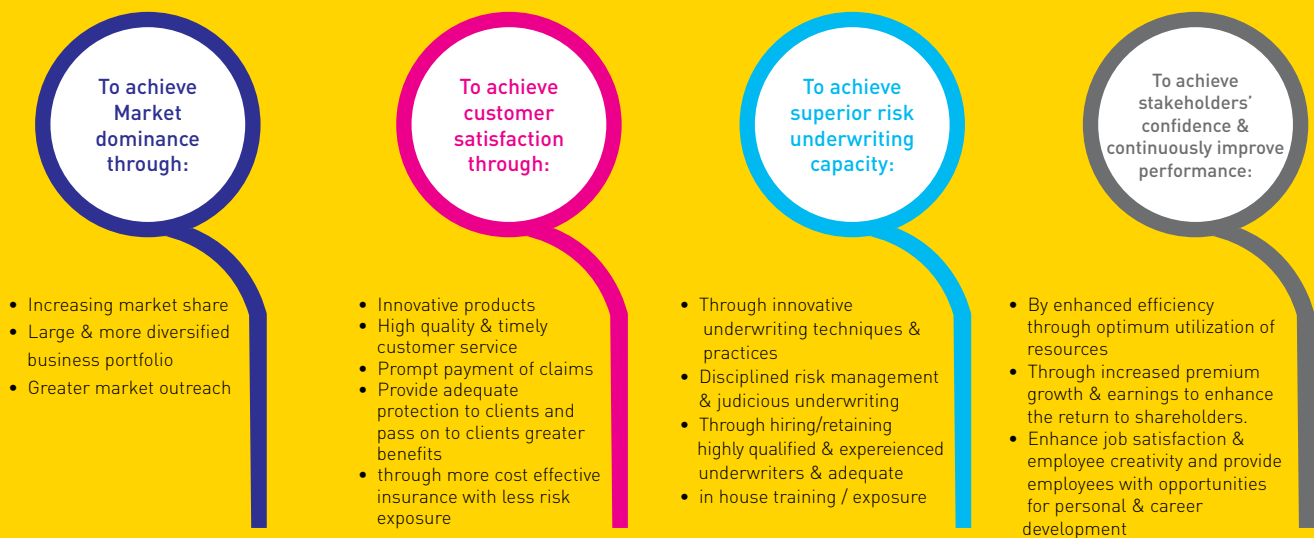 To achieve
Market
dominance
through:
• Increasing market share
• Large & more diversified
business portfolio
• Greater market outreach
To achieve
customer
satisfaction
through:
• Innovative products
• High quality & timely
customer service
• Prompt payment of claims
• Provide adequate
protection to clients and
pass on to clients greater
benefits
• through more cost effective
insurance with less risk
exposure
To achieve
superior risk
underwriting
capacity:
• Through innovative
underwriting techniques &
practices
• Disciplined risk management
& judicious underwriting
• Through hiring/retaining
highly qualified & expereienced
underwriters & adequate
• in house training / exposure
To achieve
stakeholders’
confidence &
continuously improve
performance:
• By enhanced efficiency
through optimum utilization of
resources
• Through increased premium
growth & earnings to enhance
the return to shareholders.
• Enhance job satisfaction &
employee creativity and provide
employees with opportunities
for personal & career
development